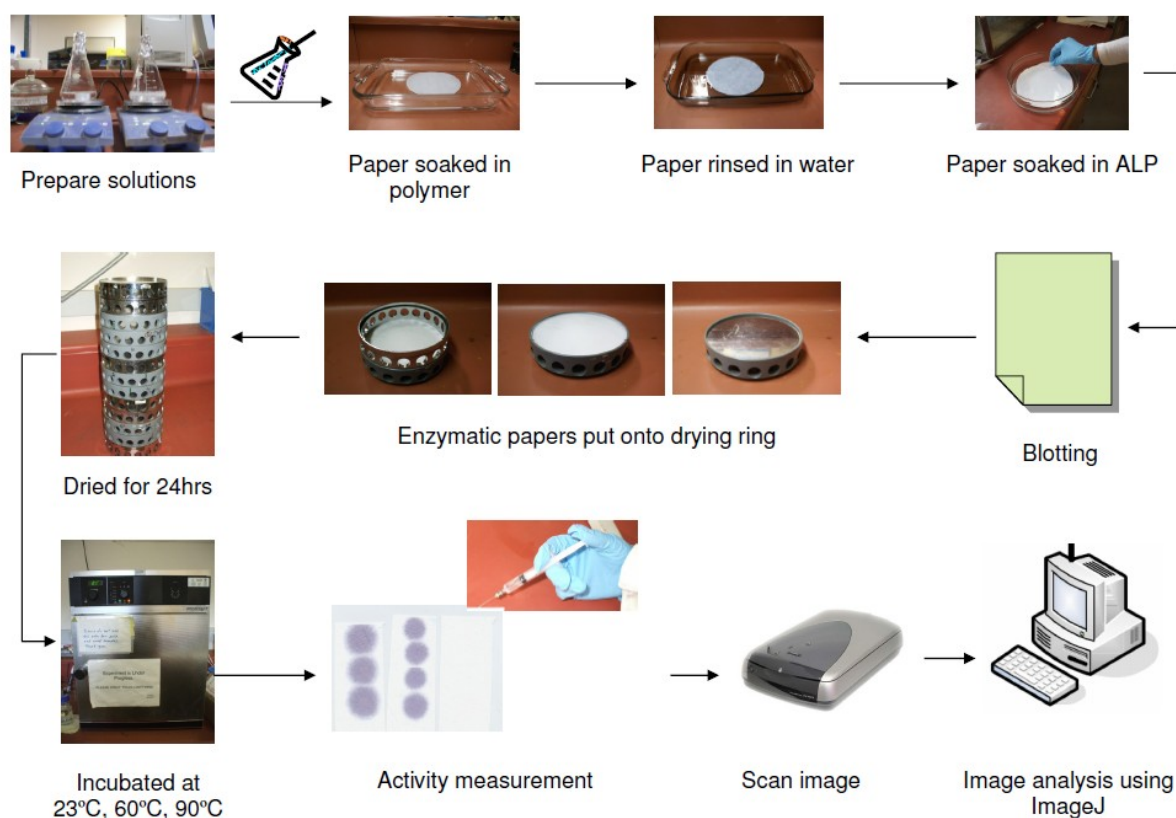 Prepare solutions
Paper soaked in
polymer
Paper rinsed in water
Paper soaked in ALP
Blotting
Enzymatic papers put onto drying ring
Dried for 24hrs
Incubated at
23ºC, 60ºC, 90ºC
Activity measurement
Scan image
Image analysis using
ImageJ